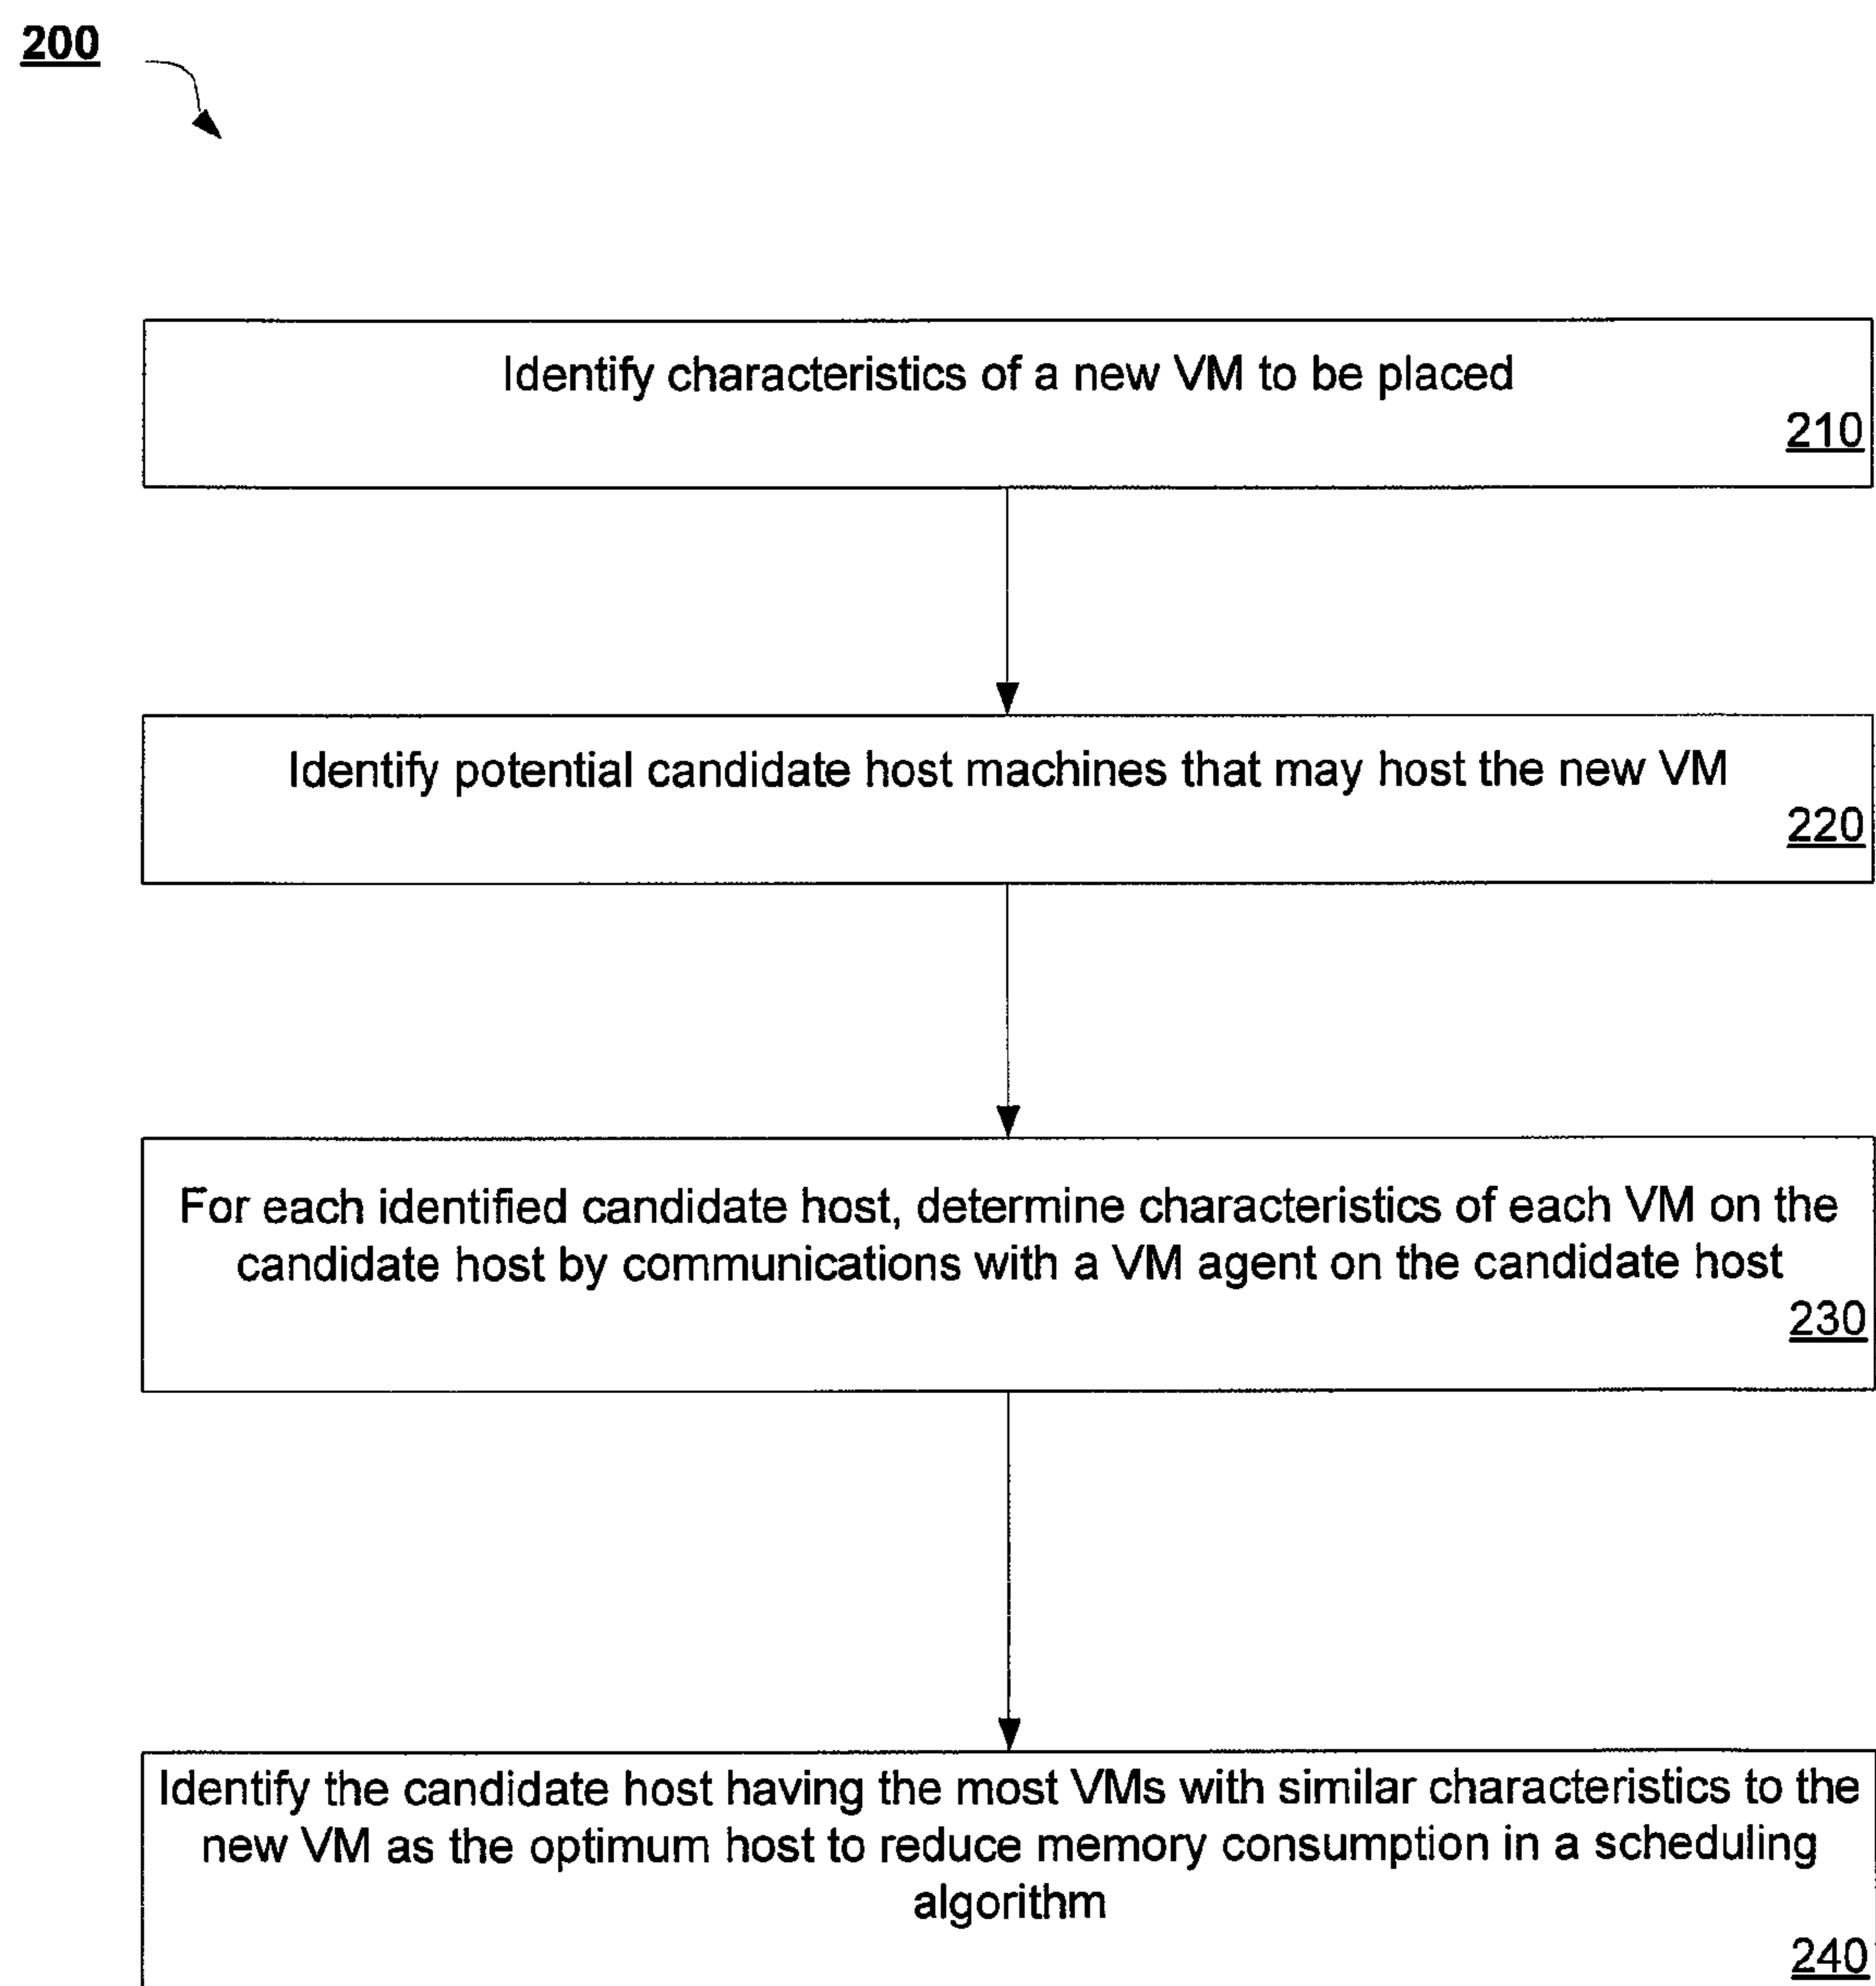 200
Identify characteristics of a new VM to be placed
210
Identify potential candidate host machines that may host the new VM
220
For each identified candidate host, determine characteristics of each VM on the
candidate host by communications with a VM agent on the candidate host
230
Identify the candidate host having the most VMs with similar characteristics to the
new VM as the optimum host to reduce memory consumption in a scheduling
algorithm
240